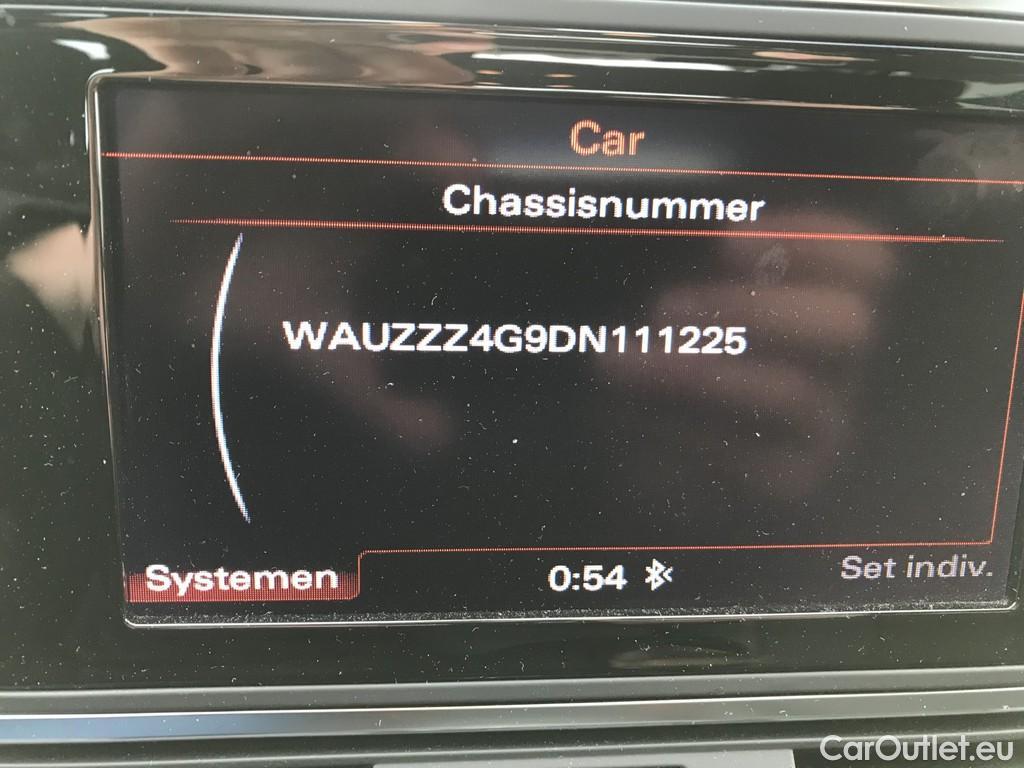 Car
Chassisnummer
WAUZZZ4G9DN111225
Systemen
0:54
Set indiv.
CarOutlet.eu